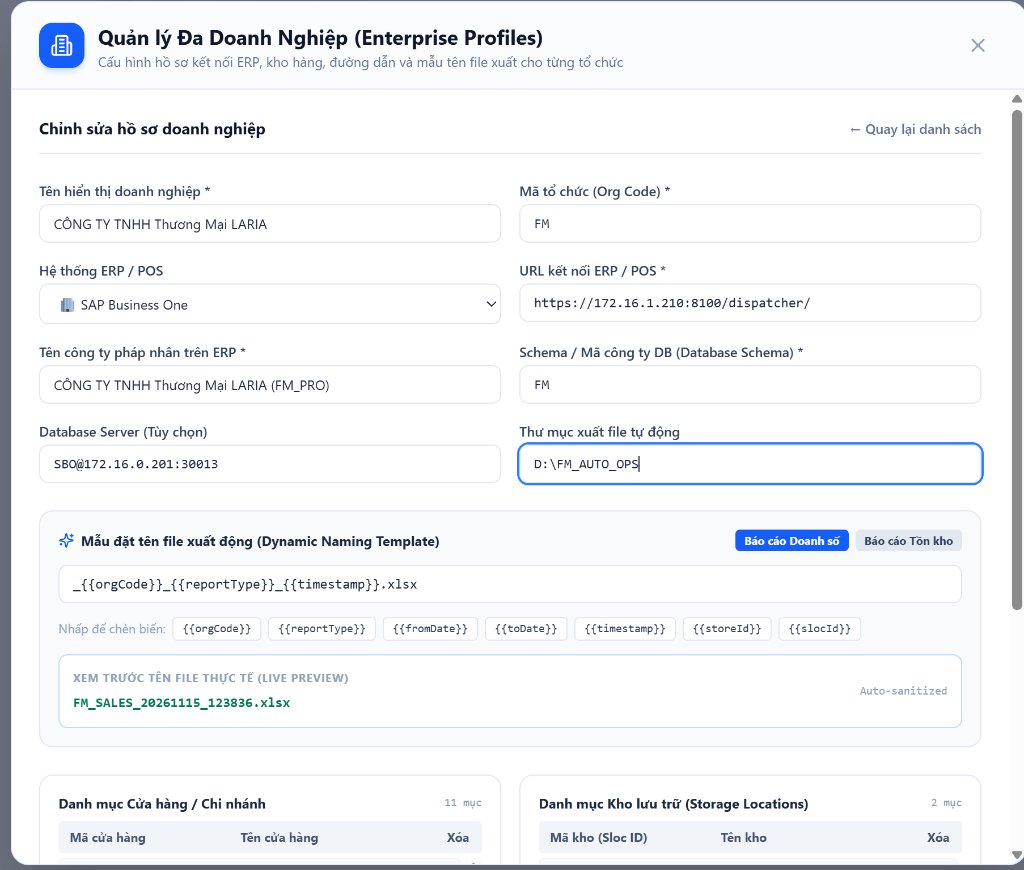 Quản lý Đa Doanh Nghiệp (Enterprise Profiles)
Cấu hình hồ sơ kết nối ERP, kho hàng, đường dẫn và mẫu tên file xuất cho từng tổ chức
Chỉnh sửa hồ sơ doanh nghiệp
← Quay lại danh sách
Tên hiển thị doanh nghiệp *
CÔNG TY TNHH Thương Mại LARIA
Mã tổ chức (Org Code) *
FM
Hệ thống ERP / POS
SAP Business One
URL kết nối ERP / POS *
https://172.16.1.210:8100/dispatcher/
Tên công ty pháp nhân trên ERP *
CÔNG TY TNHH Thương Mại LARIA (FM_PRO)
Schema / Mã công ty DB (Database Schema) *
FM
Database Server (Tùy chọn)
SBO@172.16.0.201:30013
Thư mục xuất file tự động
D:\FM_AUTO_OPS
Mẫu đặt tên file xuất động (Dynamic Naming Template)
Báo cáo Doanh số
Báo cáo Tồn kho
_{{orgCode}}_{{reportType}}_{{timestamp}}.xlsx
Nhấp để chèn biến: {{orgCode}} {{reportType}} {{fromDate}} {{toDate}} {{timestamp}} {{storeId}} {{slocId}}
XEM TRƯỚC TÊN FILE THỰC TẾ (LIVE PREVIEW)
FM_SALES_20261115_123836.xlsx
Auto-sanitized
Danh mục Cửa hàng / Chi nhánh
11 mục
Mã cửa hàng Tên cửa hàng Xóa
Danh mục Kho lưu trữ (Storage Locations)
2 mục
Mã kho (Sloc ID) Tên kho Xóa